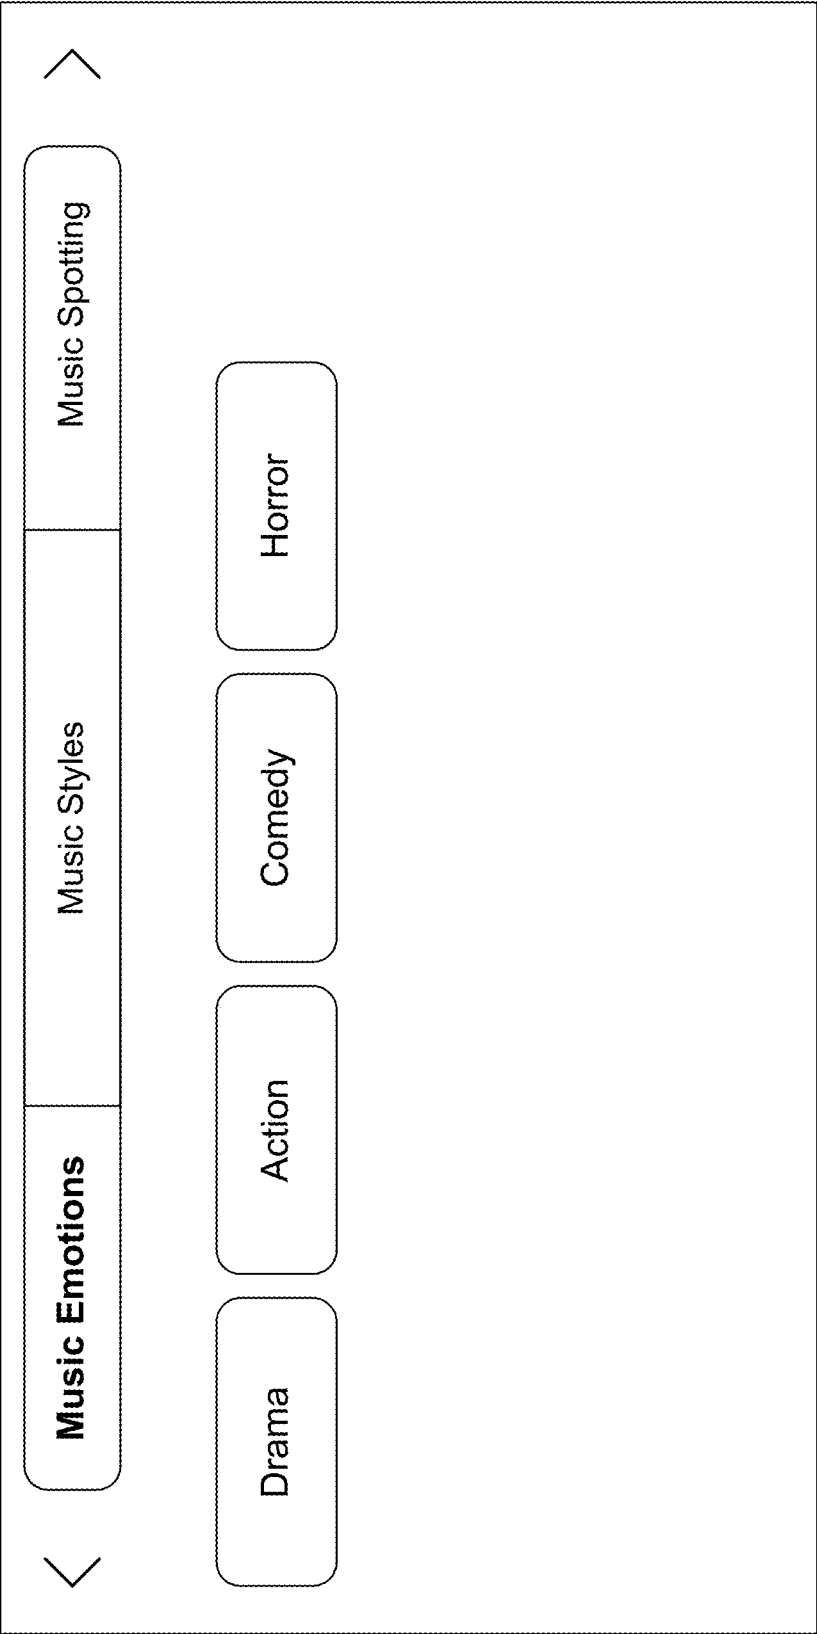 Music Emotions
Music Styles
Music Spotting
Drama
Action
Comedy
Horror